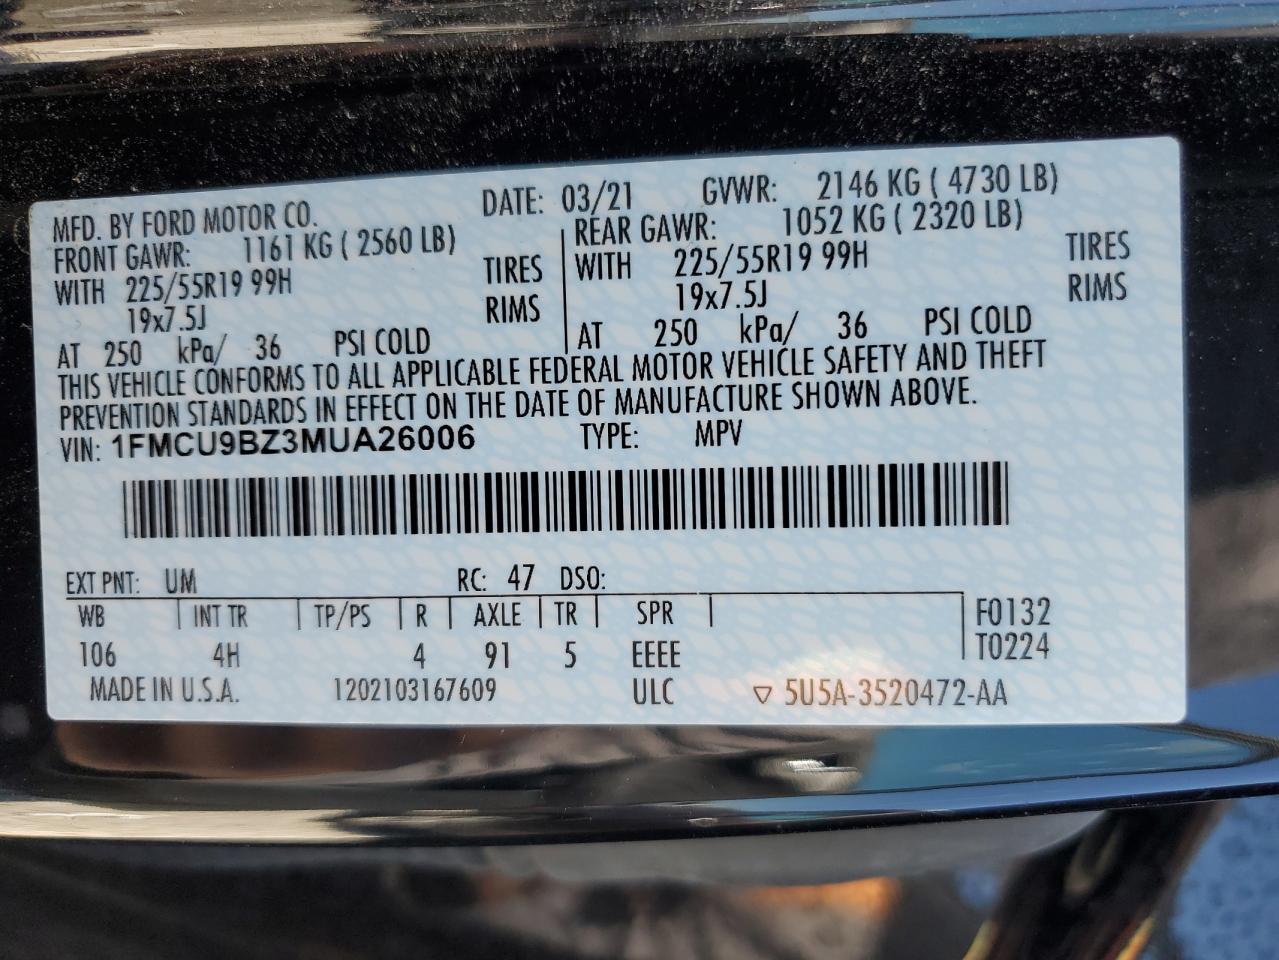 MFD. BY FORD MOTOR CO. DATE: 03/21 GVWR: 2146 KG ( 4730 LB)
FRONT GAWR: 1161 KG ( 2560 LB) REAR GAWR: 1052 KG ( 2320 LB)
WITH 225/55R19 99H TIRES WITH 225/55R19 99H TIRES
19x7.5J RIMS 19x7.5J RIMS
AT 250 kPa/ 36 PSI COLD AT 250 kPa/ 36 PSI COLD
THIS VEHICLE CONFORMS TO ALL APPLICABLE FEDERAL MOTOR VEHICLE SAFETY AND THEFT
PREVENTION STANDARDS IN EFFECT ON THE DATE OF MANUFACTURE SHOWN ABOVE.
VIN: 1FMCU9BZ3MUA26006 TYPE: MPV
EXT PNT: UM RC: 47 DSO:
WB INT TR TP/PS R AXLE TR SPR F0132
106 4H 4 91 5 EEEE T0224
MADE IN U.S.A. 1202103167609 ULC ▽ 5U5A-3520472-AA